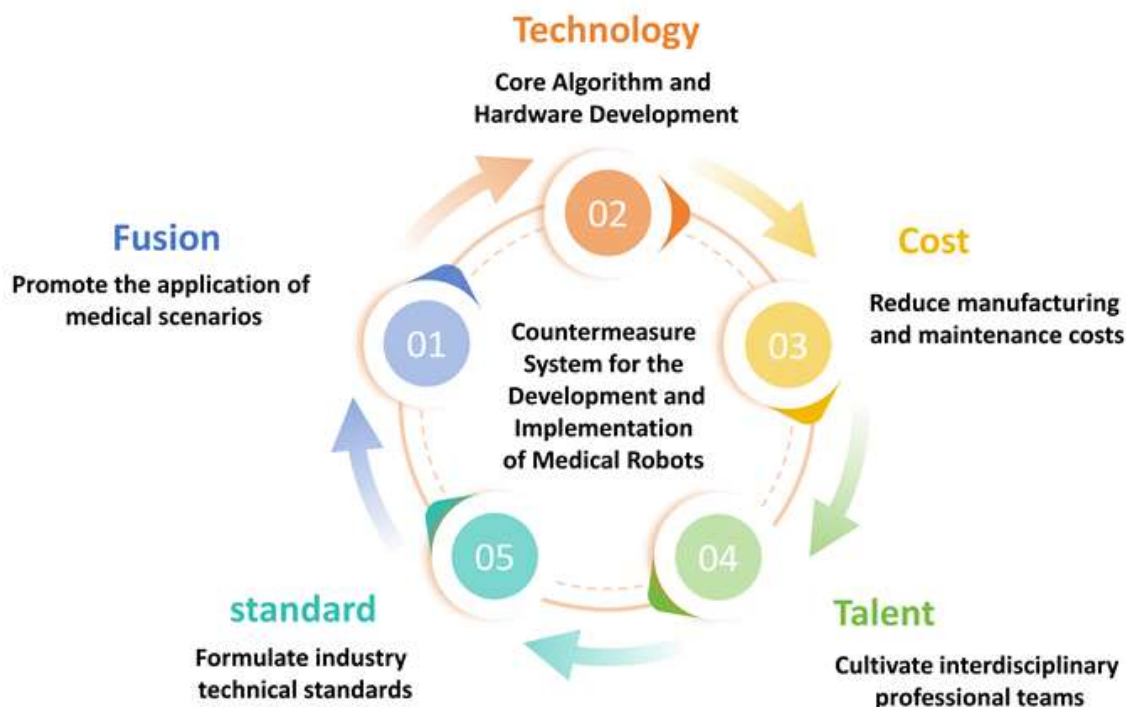 Technology
Core Algorithm and
Hardware Development
02
Fusion
Promote the application of
medical scenarios
01
Cost
Reduce manufacturing
and maintenance costs
03
Countermeasure
System for the
Development and
Implementation
of Medical Robots
05
04
standard
Formulate industry
technical standards
Talent
Cultivate interdisciplinary
professional teams